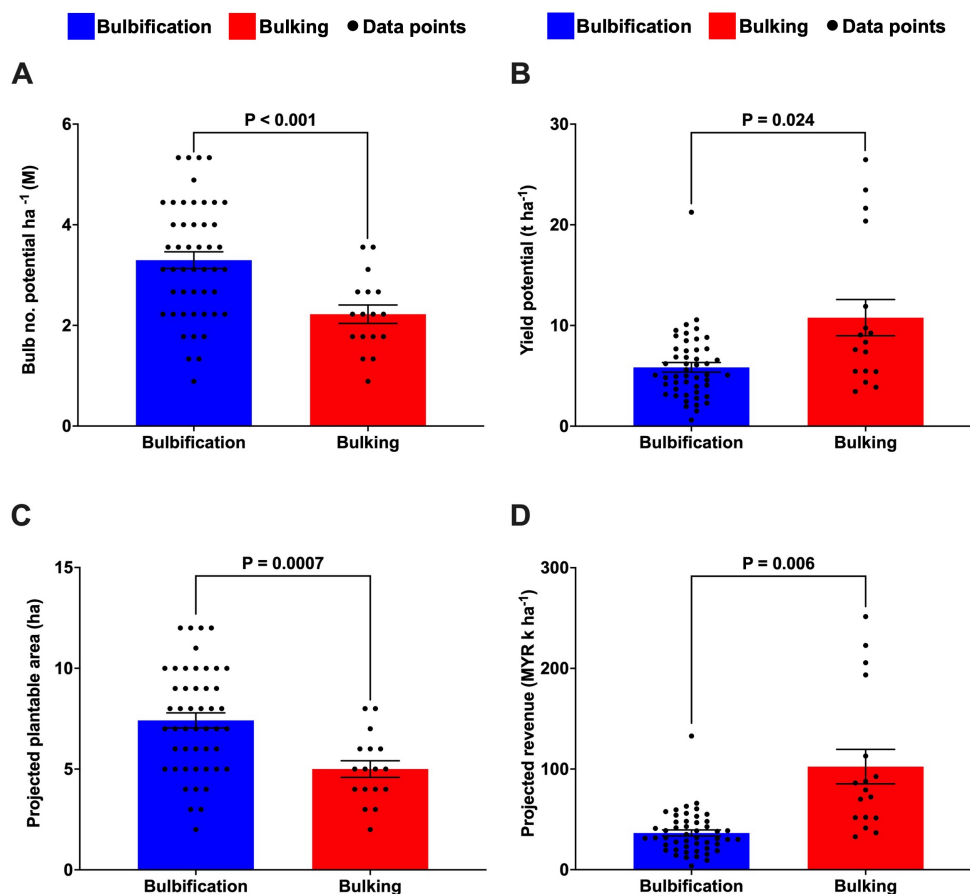 Bulbification Bulking Data points
Bulbification Bulking Data points
A
P < 0.001
Bulb no. potential ha ⁻¹ (M)
6
4
2
0
Bulbification Bulking
B
P = 0.024
Yield potential (t ha⁻¹)
30
20
10
0
Bulbification Bulking
C
P = 0.0007
Projected plantable area (ha)
15
10
5
0
Bulbification Bulking
D
P = 0.006
Projected revenue (MYR k ha⁻¹)
300
200
100
0
Bulbification Bulking